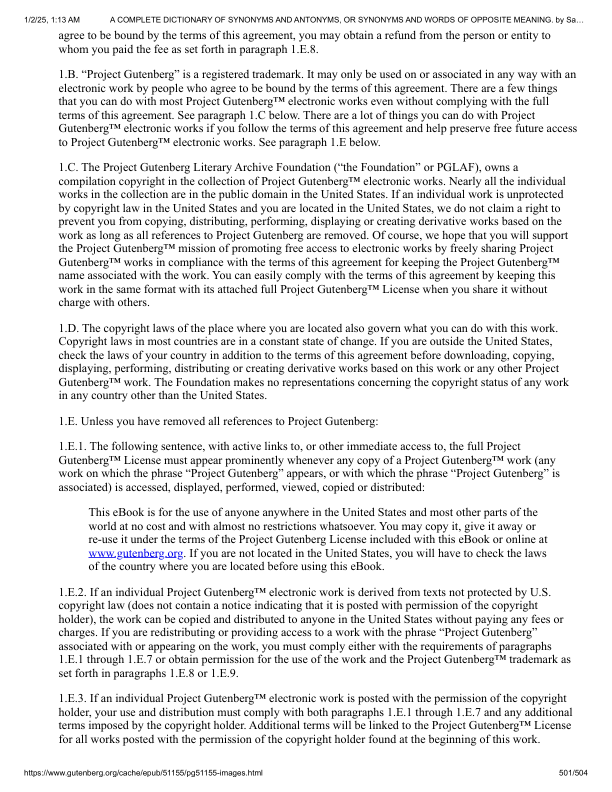 1/2/25, 1:13 AM A COMPLETE DICTIONARY OF SYNONYMS AND ANTONYMS, OR SYNONYMS AND WORDS OF OPPOSITE MEANING. by Sa…
agree to be bound by the terms of this agreement, you may obtain a refund from the person or entity to
whom you paid the fee as set forth in paragraph 1.E.8.
1.B. “Project Gutenberg” is a registered trademark. It may only be used on or associated in any way with an
electronic work by people who agree to be bound by the terms of this agreement. There are a few things
that you can do with most Project Gutenberg™ electronic works even without complying with the full
terms of this agreement. See paragraph 1.C below. There are a lot of things you can do with Project
Gutenberg™ electronic works if you follow the terms of this agreement and help preserve free future access
to Project Gutenberg™ electronic works. See paragraph 1.E below.
1.C. The Project Gutenberg Literary Archive Foundation (“the Foundation” or PGLAF), owns a
compilation copyright in the collection of Project Gutenberg™ electronic works. Nearly all the individual
works in the collection are in the public domain in the United States. If an individual work is unprotected
by copyright law in the United States and you are located in the United States, we do not claim a right to
prevent you from copying, distributing, performing, displaying or creating derivative works based on the
work as long as all references to Project Gutenberg are removed. Of course, we hope that you will support
the Project Gutenberg™ mission of promoting free access to electronic works by freely sharing Project
Gutenberg™ works in compliance with the terms of this agreement for keeping the Project Gutenberg™
name associated with the work. You can easily comply with the terms of this agreement by keeping this
work in the same format with its attached full Project Gutenberg™ License when you share it without
charge with others.
1.D. The copyright laws of the place where you are located also govern what you can do with this work.
Copyright laws in most countries are in a constant state of change. If you are outside the United States,
check the laws of your country in addition to the terms of this agreement before downloading, copying,
displaying, performing, distributing or creating derivative works based on this work or any other Project
Gutenberg™ work. The Foundation makes no representations concerning the copyright status of any work
in any country other than the United States.
1.E. Unless you have removed all references to Project Gutenberg:
1.E.1. The following sentence, with active links to, or other immediate access to, the full Project
Gutenberg™ License must appear prominently whenever any copy of a Project Gutenberg™ work (any
work on which the phrase “Project Gutenberg” appears, or with which the phrase “Project Gutenberg” is
associated) is accessed, displayed, performed, viewed, copied or distributed:
This eBook is for the use of anyone anywhere in the United States and most other parts of the
world at no cost and with almost no restrictions whatsoever. You may copy it, give it away or
re-use it under the terms of the Project Gutenberg License included with this eBook or online at
www.gutenberg.org. If you are not located in the United States, you will have to check the laws
of the country where you are located before using this eBook.
1.E.2. If an individual Project Gutenberg™ electronic work is derived from texts not protected by U.S.
copyright law (does not contain a notice indicating that it is posted with permission of the copyright
holder), the work can be copied and distributed to anyone in the United States without paying any fees or
charges. If you are redistributing or providing access to a work with the phrase “Project Gutenberg”
associated with or appearing on the work, you must comply either with the requirements of paragraphs
1.E.1 through 1.E.7 or obtain permission for the use of the work and the Project Gutenberg™ trademark as
set forth in paragraphs 1.E.8 or 1.E.9.
1.E.3. If an individual Project Gutenberg™ electronic work is posted with the permission of the copyright
holder, your use and distribution must comply with both paragraphs 1.E.1 through 1.E.7 and any additional
terms imposed by the copyright holder. Additional terms will be linked to the Project Gutenberg™ License
for all works posted with the permission of the copyright holder found at the beginning of this work.
https://www.gutenberg.org/cache/epub/51155/pg51155-images.html 501/504